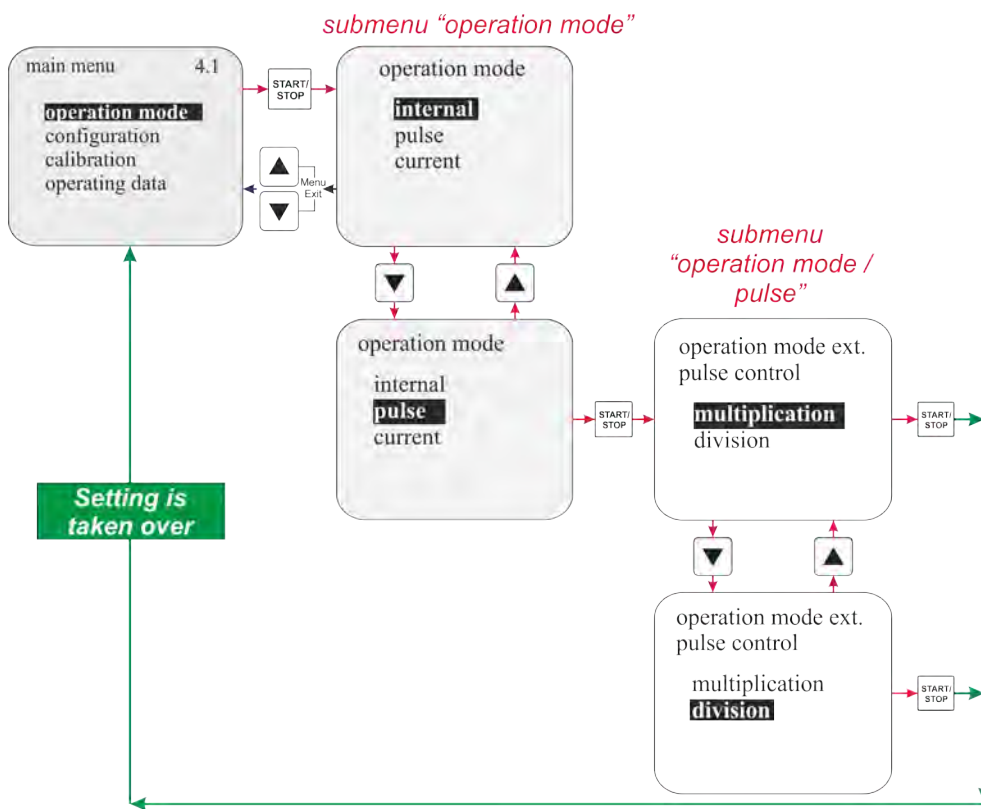 submenu “operation mode”
main menu 4.1
operation mode
configuration
calibration
operating data
START/
STOP
Menu
Exit
operation mode
internal
pulse
current
submenu
“operation mode /
pulse”
operation mode
internal
pulse
current
START/
STOP
operation mode ext.
pulse control
multiplication
division
START/
STOP
Setting is
taken over
operation mode ext.
pulse control
multiplication
division
START/
STOP